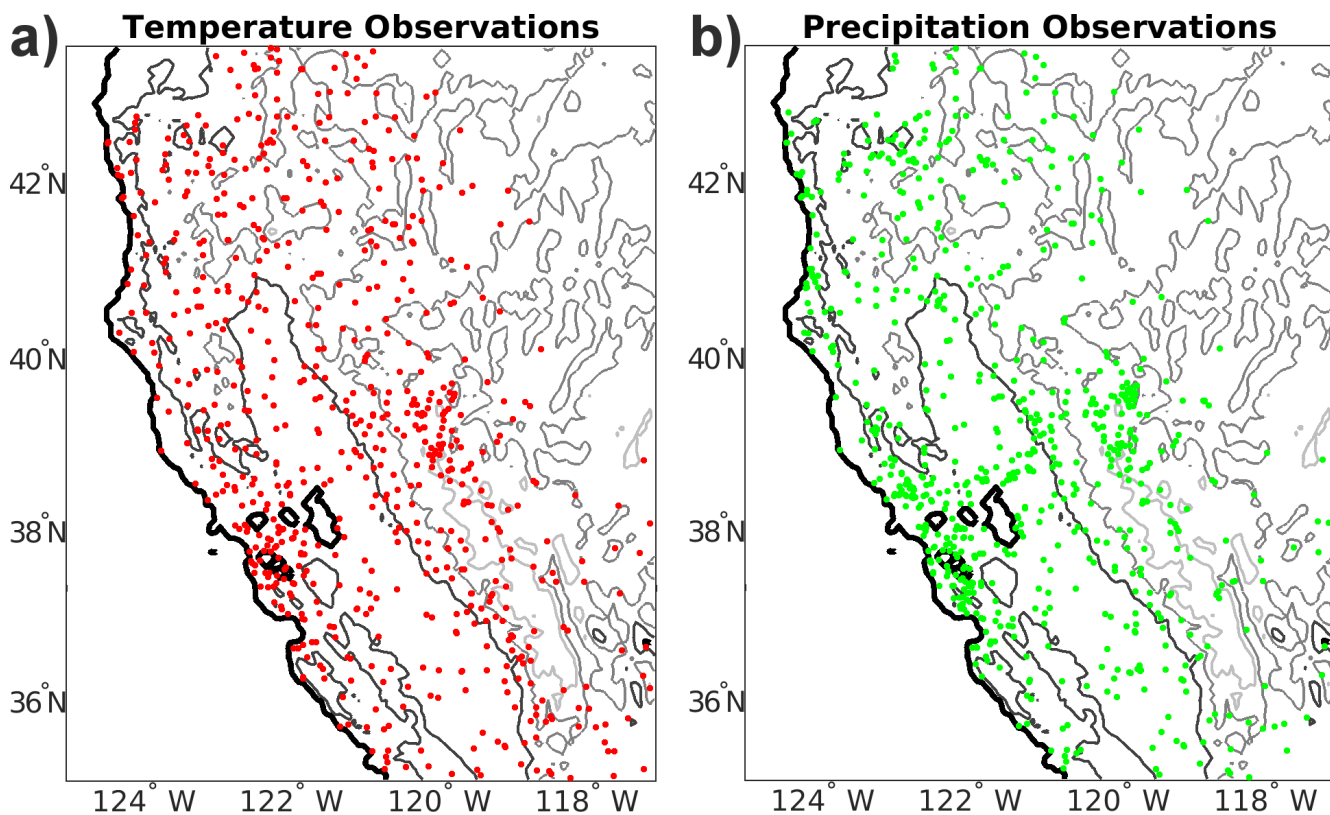 a) Temperature Observations
42°N
40°N
38°N
36°N
124° W 122° W 120° W 118° W
b) Precipitation Observations
42°N
40°N
38°N
36°N
124° W 122° W 120° W 118° W